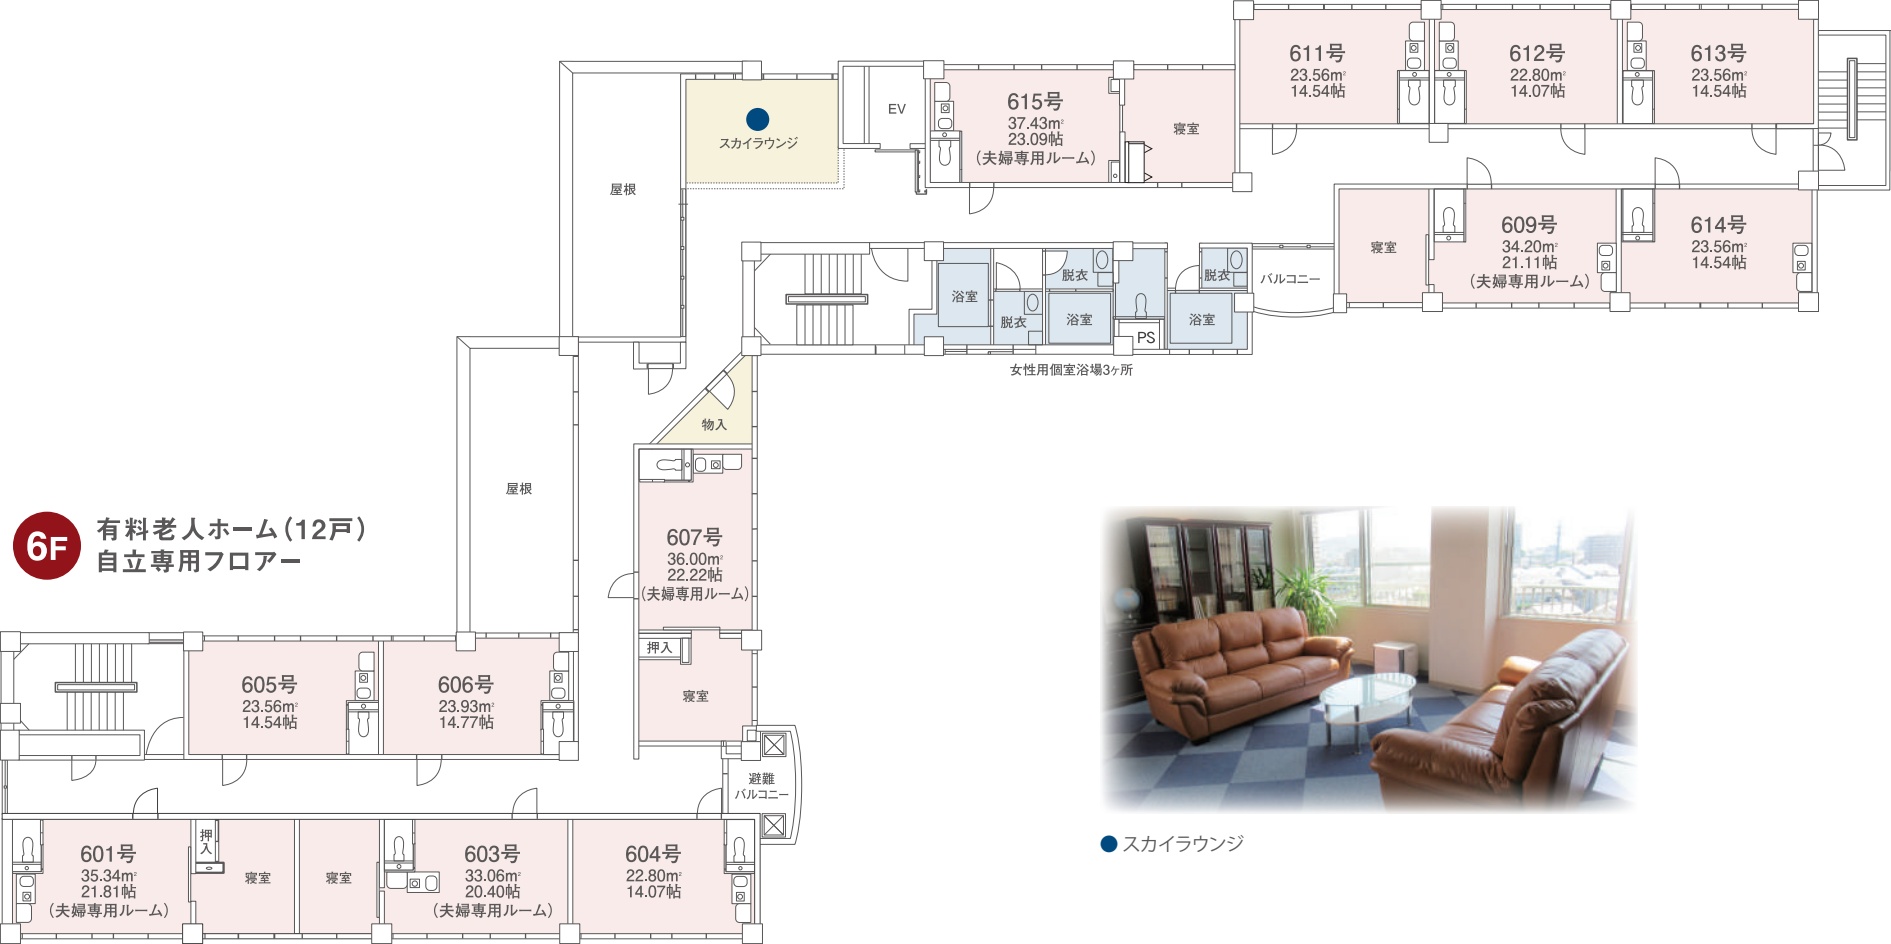 611号
23.56m²
14.54帖
612号
22.80m²
14.07帖
613号
23.56m²
14.54帖
EV
615号
37.43m²
23.09帖
(夫婦専用ルーム)
寝室
スカイラウンジ
屋根
寝室
609号
34.20m²
21.11帖
(夫婦専用ルーム)
614号
23.56m²
14.54帖
浴室
脱衣
脱衣
浴室
PS
脱衣
浴室
バルコニー
女性用個室浴場3ヶ所
物入
屋根
6F
有料老人ホーム(12戸)
自立専用フロアー
607号
36.00m²
22.22帖
(夫婦専用ルーム)
押入
寝室
605号
23.56m²
14.54帖
606号
23.93m²
14.77帖
避難
バルコニー
601号
35.34m²
21.81帖
(夫婦専用ルーム)
押入
寝室
寝室
603号
33.06m²
20.40帖
(夫婦専用ルーム)
604号
22.80m²
14.07帖
スカイラウンジ